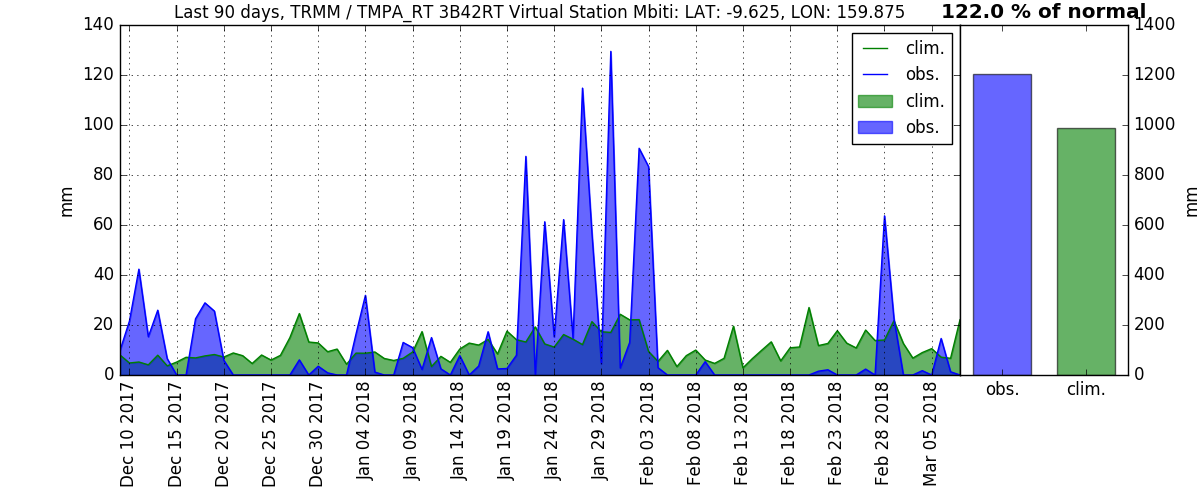 Last 90 days, TRMM / TMPA_RT 3B42RT Virtual Station Mbiti: LAT: -9.625, LON: 159.875
122.0 % of normal
140
120
100
80
60
40
20
0
mm
clim.
obs.
clim.
obs.
1400
1200
1000
800
600
400
200
0
mm
Dec 10 2017
Dec 15 2017
Dec 20 2017
Dec 25 2017
Dec 30 2017
Jan 04 2018
Jan 09 2018
Jan 14 2018
Jan 19 2018
Jan 24 2018
Jan 29 2018
Feb 03 2018
Feb 08 2018
Feb 13 2018
Feb 18 2018
Feb 23 2018
Feb 28 2018
Mar 05 2018
obs.
clim.